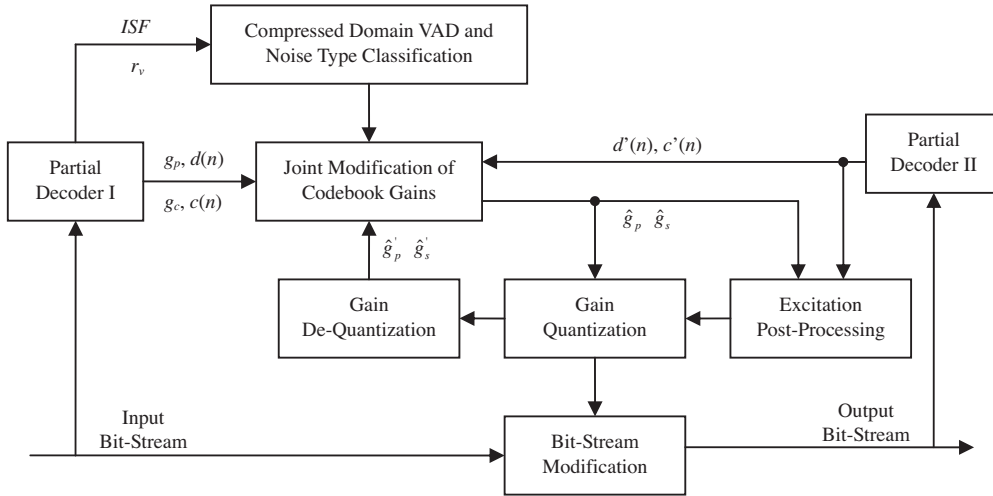 ISF
r_v
Compressed Domain VAD and
Noise Type Classification
Partial
Decoder I
g_p, d(n)
g_c, c(n)
Joint Modification of
Codebook Gains
d'(n), c'(n)
Partial
Decoder II
ĝ_p ĝ_s
ĝ'_p ĝ'_s
Gain
De-Quantization
Gain
Quantization
Excitation
Post-Processing
Input
Bit-Stream
Bit-Stream
Modification
Output
Bit-Stream